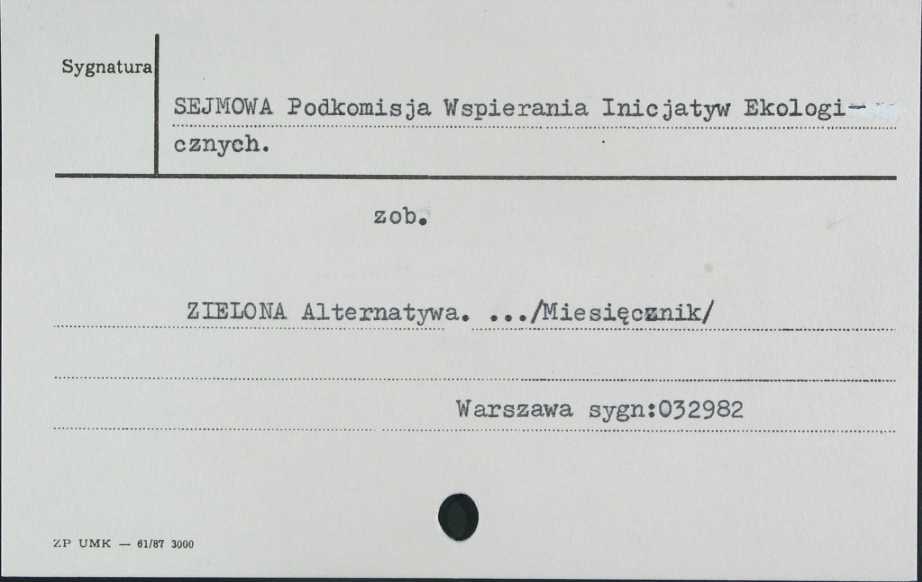 Sygnatura
SEJMOWA Podkomisja Wspierania Inicjatyw Ekologi-
cznych.
zob.
ZIELONA Alternatywa. .../Miesięcznik/
Warszawa sygn:032982
ZP UMK — 61/87 3000